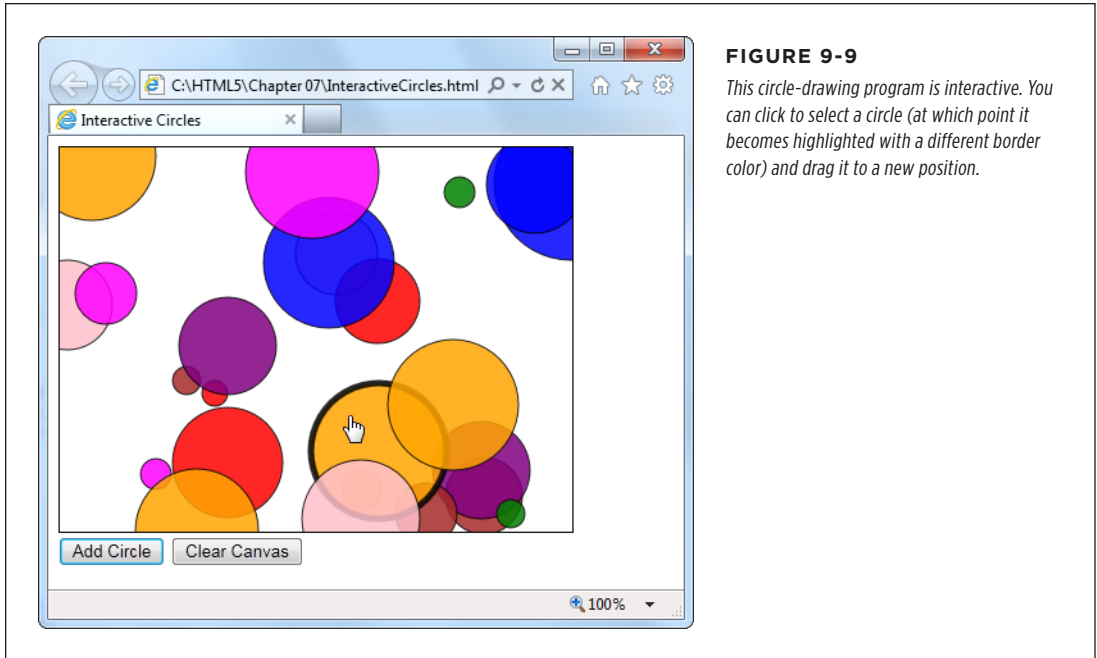 C:\HTML5\Chapter 07\InteractiveCircles.html
Interactive Circles
Add Circle
Clear Canvas
100%
FIGURE 9-9
This circle-drawing program is interactive. You
can click to select a circle (at which point it
becomes highlighted with a different border
color) and drag it to a new position.